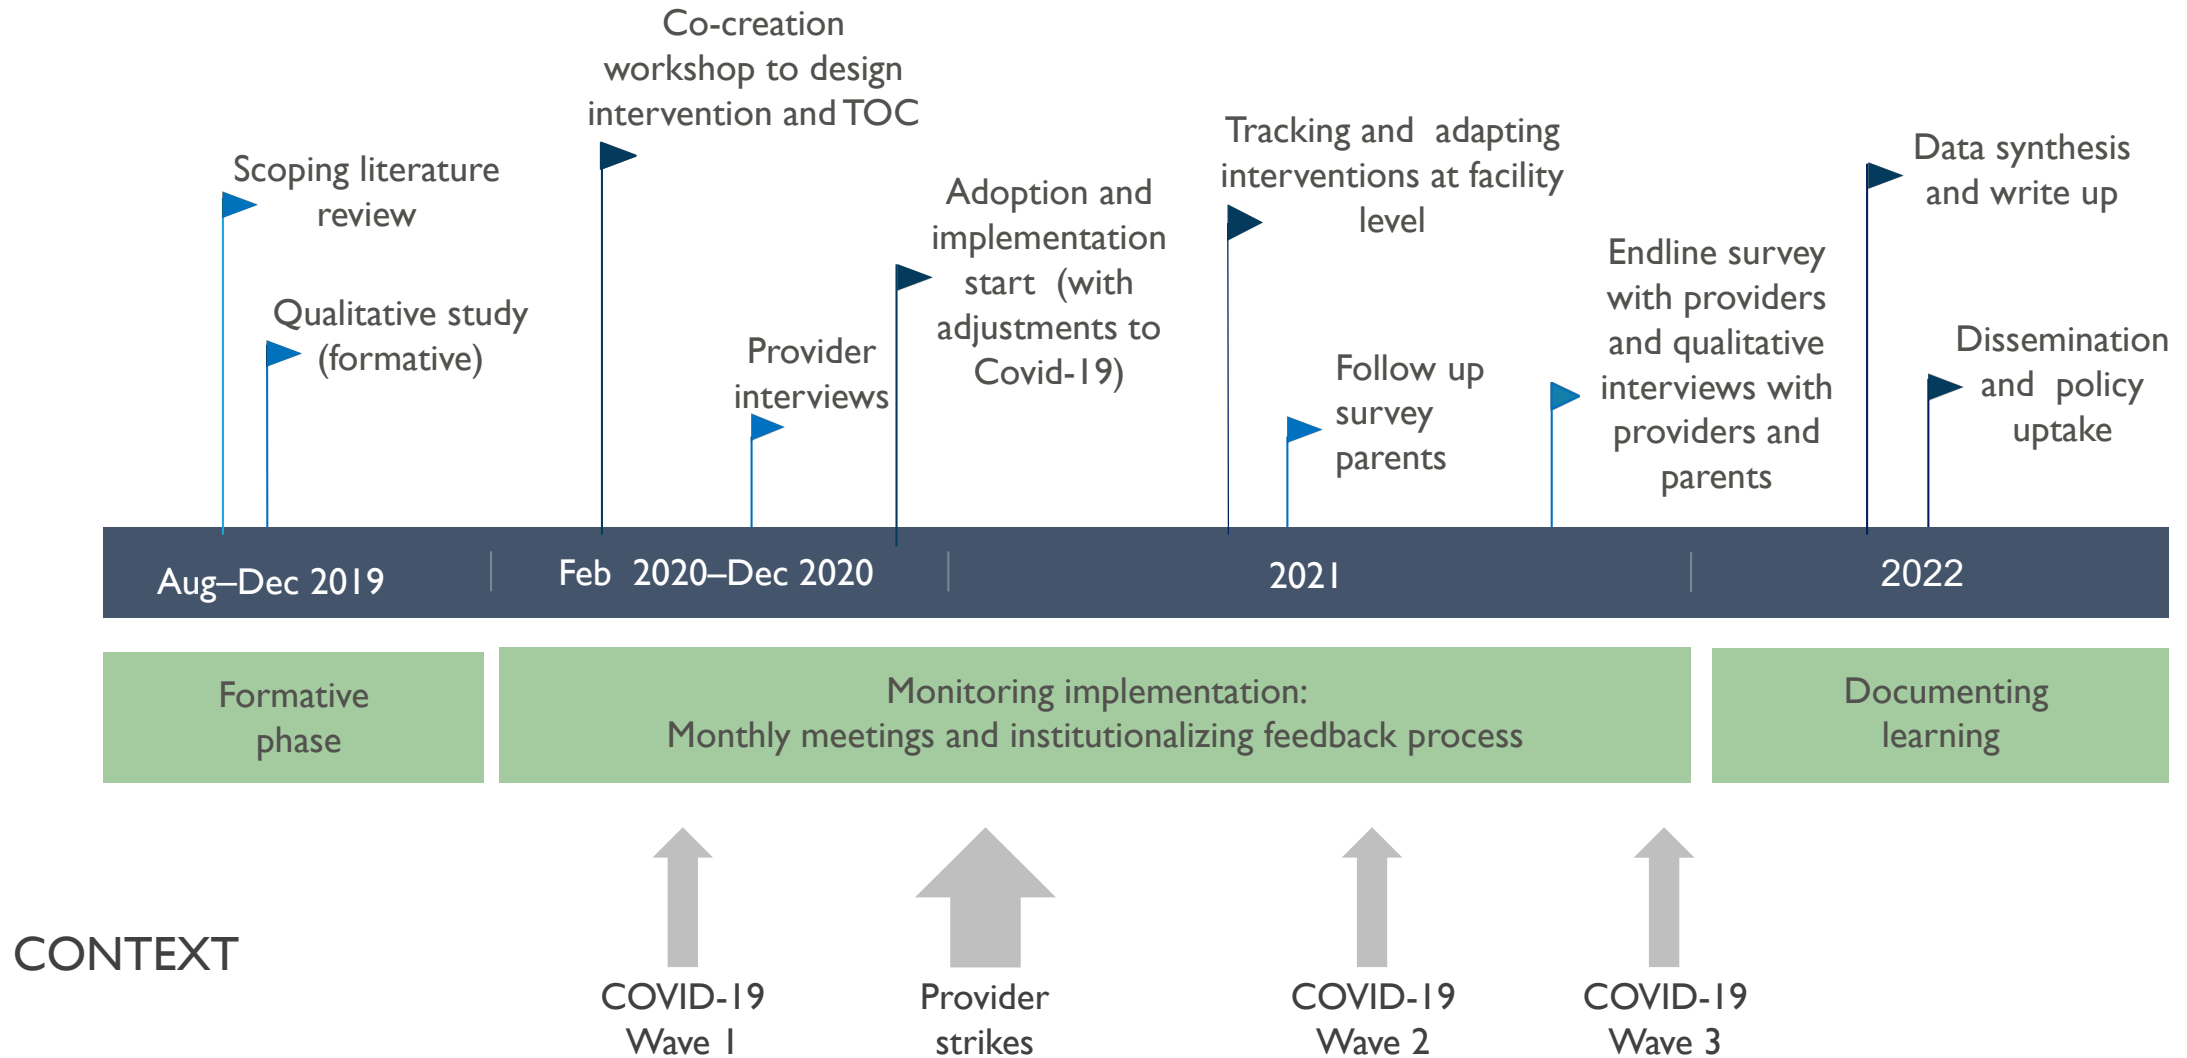 Co-creation
workshop to design
intervention and TOC
Scoping literature
review
Qualitative study
(formative)
Provider
interviews
Adoption and
implementation
start (with
adjustments to
Covid-19)
Tracking and adapting
interventions at facility
level
Follow up
survey
parents
Endline survey
with providers
and qualitative
interviews with
providers and
parents
Data synthesis
and write up
Dissemination
and policy
uptake
Aug–Dec 2019
Feb 2020–Dec 2020
2021
2022
Formative
phase
Monitoring implementation:
Monthly meetings and institutionalizing feedback process
Documenting
learning
CONTEXT
COVID-19
Wave 1
Provider
strikes
COVID-19
Wave 2
COVID-19
Wave 3